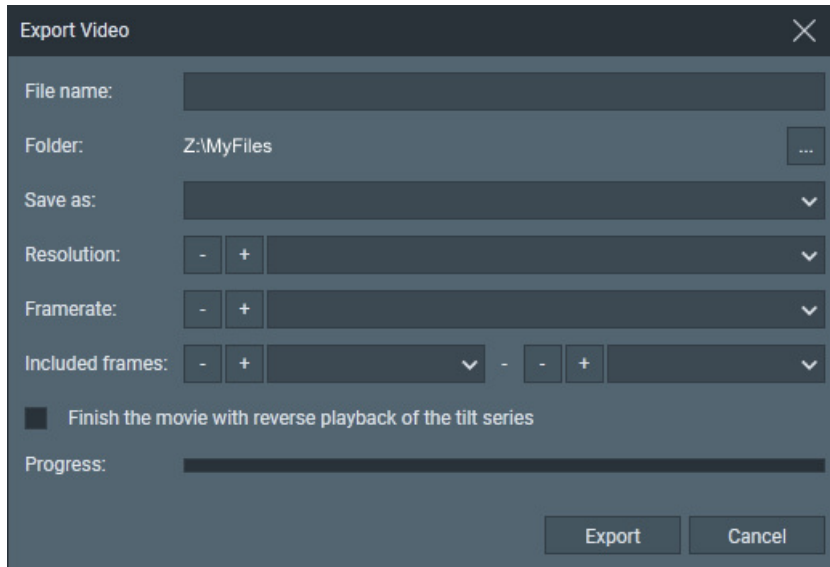 Export Video
File name:
Folder: Z:\MyFiles ...
Save as:
Resolution: - +
Framerate: - +
Included frames: - + - - +
Finish the movie with reverse playback of the tilt series
Progress:
Export Cancel